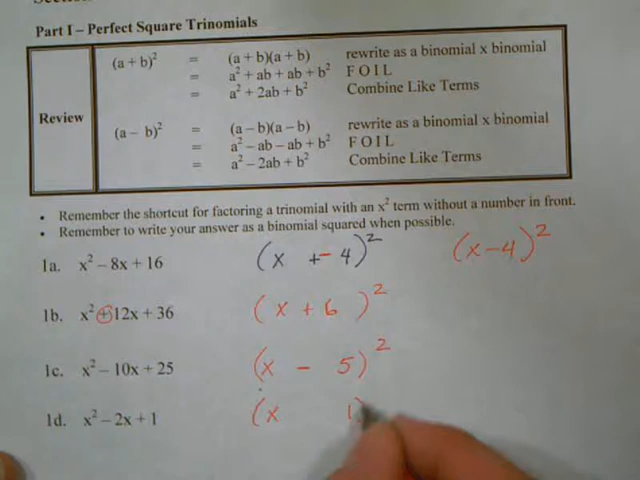 Part I – Perfect Square Trinomials
Review
(a + b)² = (a + b)(a + b) rewrite as a binomial x binomial
= a² + ab + ab + b² F O I L
= a² + 2ab + b² Combine Like Terms
(a – b)² = (a – b)(a – b) rewrite as a binomial x binomial
= a² – ab – ab + b² F O I L
= a² – 2ab + b² Combine Like Terms
• Remember the shortcut for factoring a trinomial with an x² term without a number in front.
• Remember to write your answer as a binomial squared when possible.
1a. x² – 8x + 16 (x +- 4)² (x – 4)²
1b. x² + 12x + 36 (x + 6)²
1c. x² – 10x + 25 (x – 5)²
1d. x² – 2x + 1 (x 1)